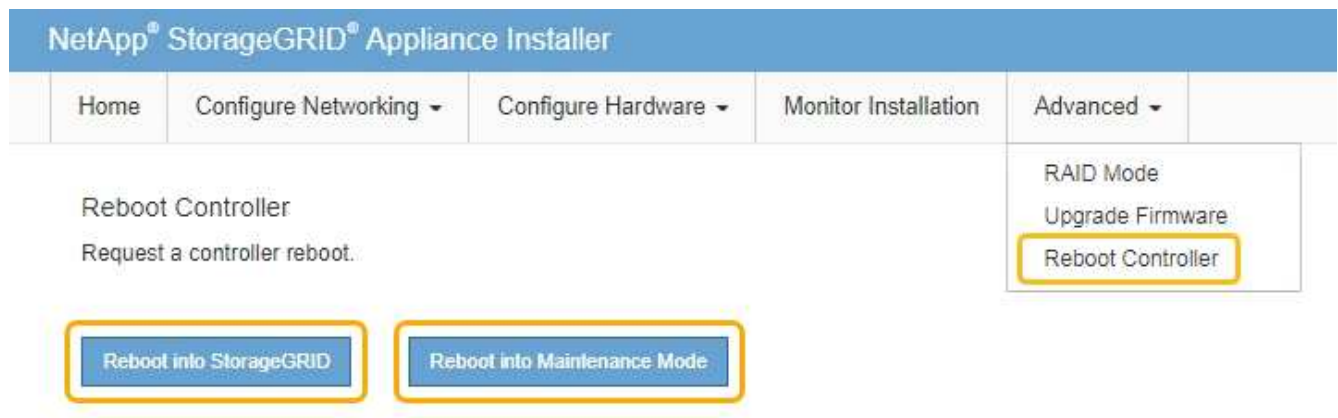 NetApp® StorageGRID® Appliance Installer
Home Configure Networking Configure Hardware Monitor Installation Advanced
RAID Mode
Upgrade Firmware
Reboot Controller
Reboot Controller
Request a controller reboot.
Reboot into StorageGRID Reboot into Maintenance Mode